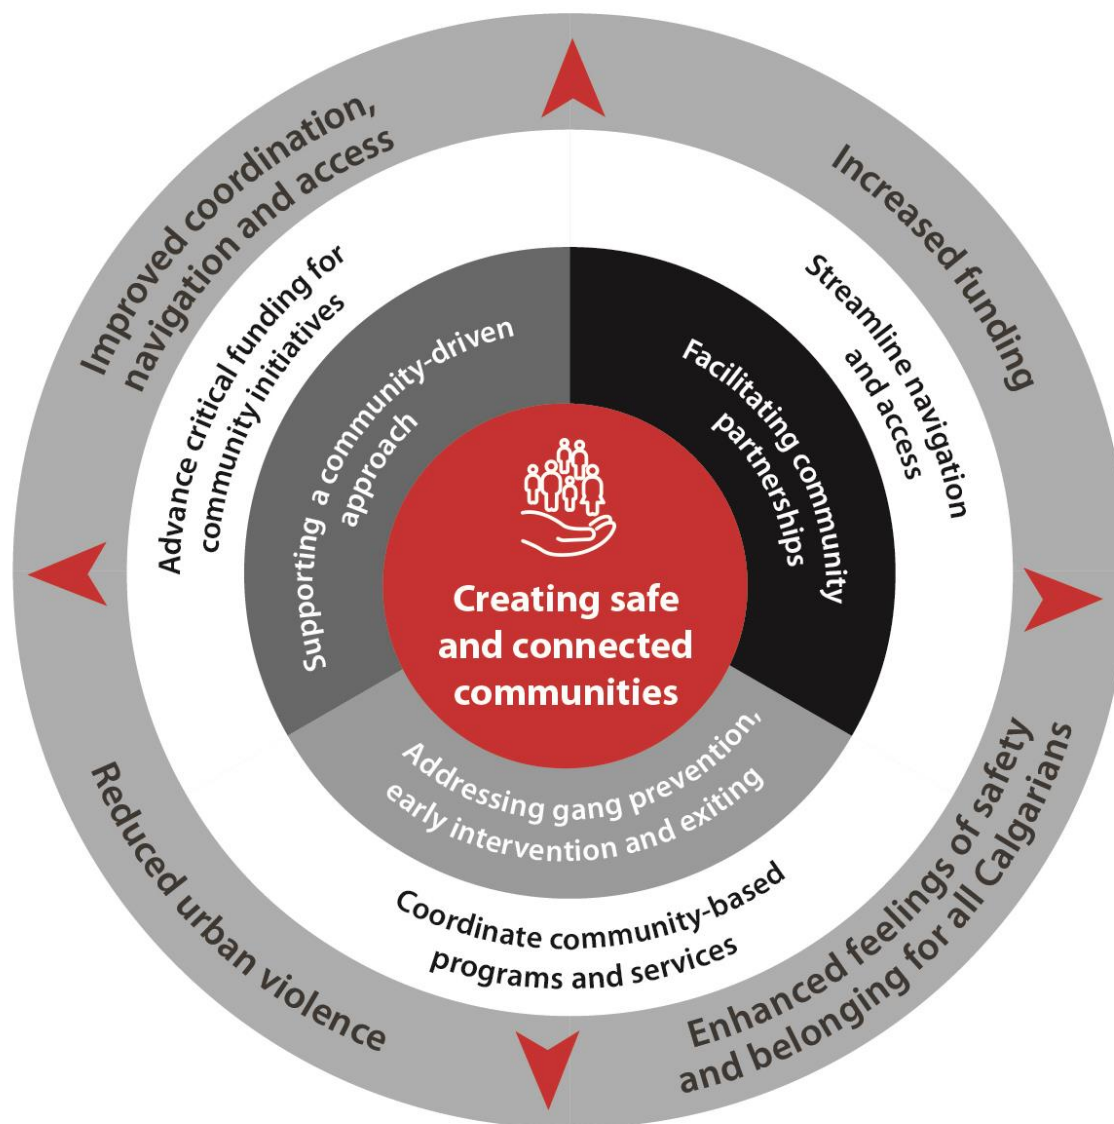 Improved coordination,
navigation and access
Increased funding
Advance critical funding for
community initiatives
Streamline navigation
and access
Supporting a community-driven
approach
Facilitating community
partnerships
Creating safe
and connected
communities
Addressing gang prevention,
early intervention and exiting
Coordinate community-based
programs and services
Reduced urban violence
Enhanced feelings of safety
and belonging for all Calgarians